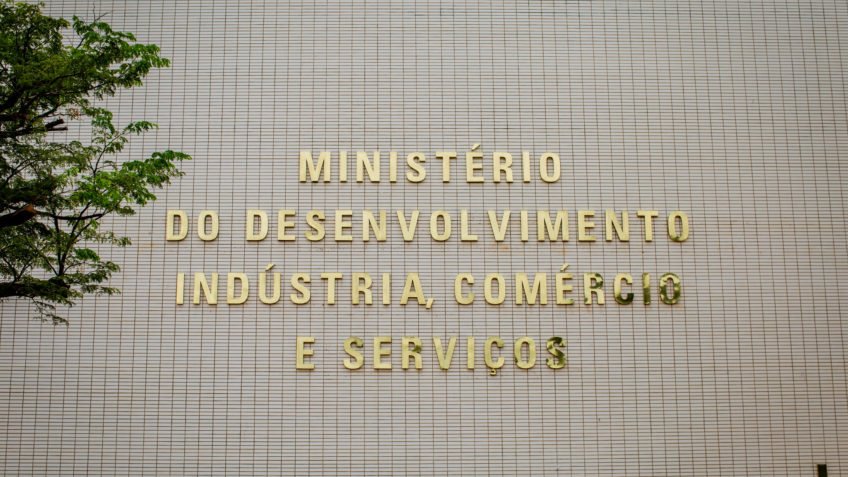 MINISTÉRIO
DO DESENVOLVIMENTO
INDÚSTRIA, COMÉRCIO
E SERVIÇOS